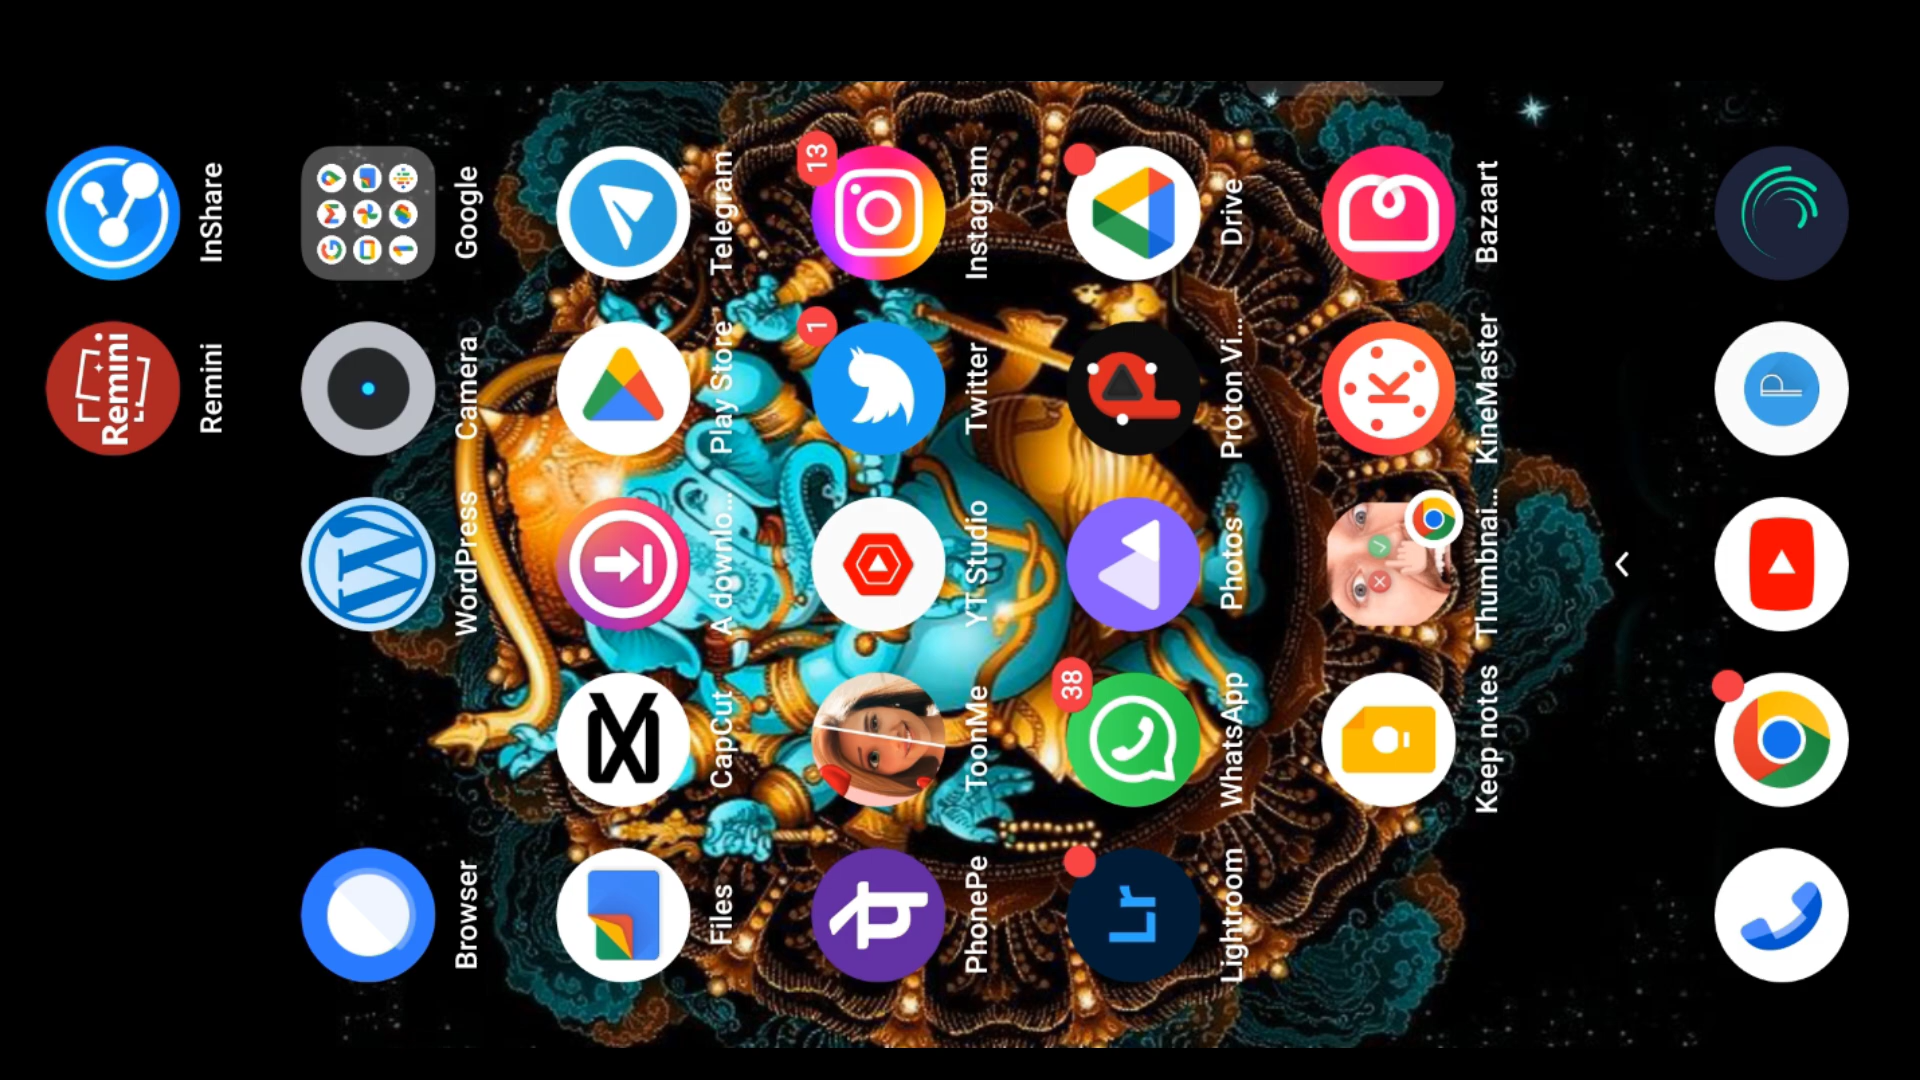 Remini
Remini InShare
W
Browser WordPress Camera Google
Files CapCut A downlo... Play Store Telegram
1 13
PhonePe ToonMe YT Studio Twitter Instagram
38
Lr
Lightroom WhatsApp Photos Proton Vi... Drive
K
Keep notes Thumbnai... KineMaster Bazaart
P